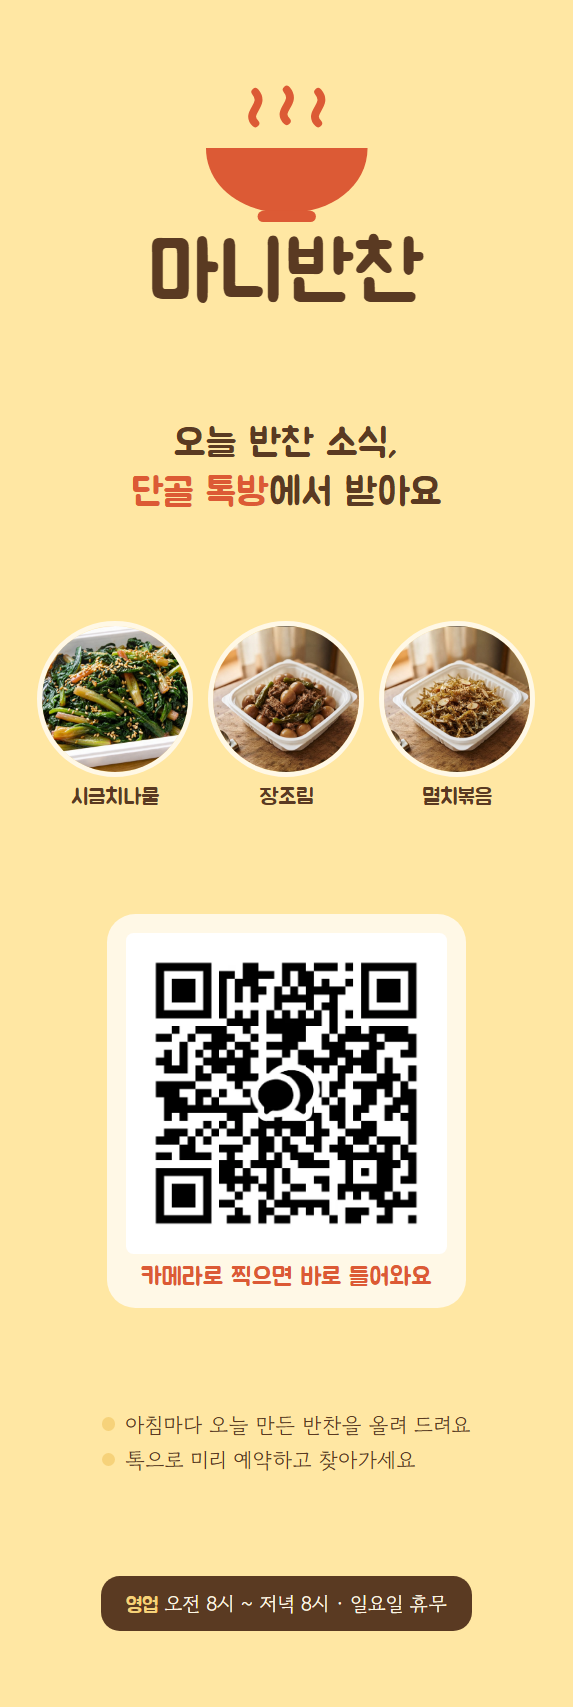 마니반찬
오늘 반찬 소식,
단골 톡방에서 받아요
시금치나물
장조림
멸치볶음
카메라로 찍으면 바로 들어와요
아침마다 오늘 만든 반찬을 올려 드려요
톡으로 미리 예약하고 찾아가세요
영업 오전 8시 ~ 저녁 8시 · 일요일 휴무